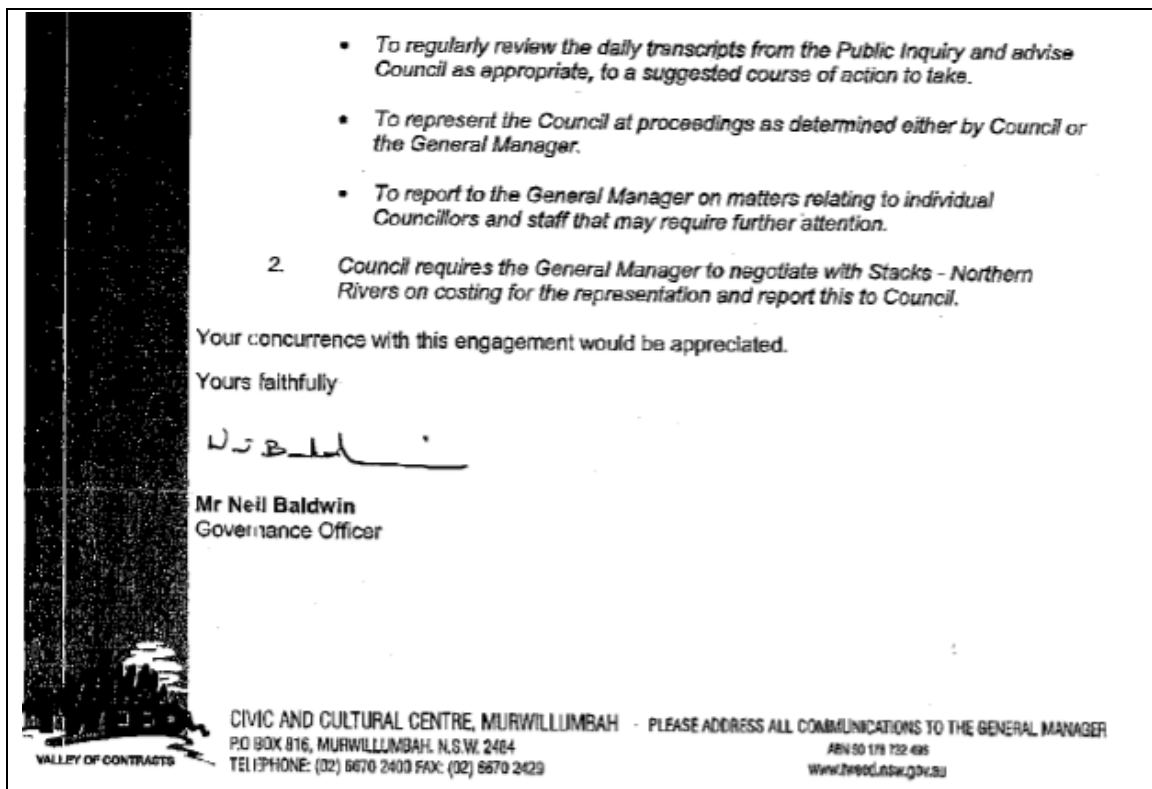 • To regularly review the daily transcripts from the Public Inquiry and advise
Council as appropriate, to a suggested course of action to take.
• To represent the Council at proceedings as determined either by Council or
the General Manager.
• To report to the General Manager on matters relating to individual
Councillors and staff that may require further attention.
2. Council requires the General Manager to negotiate with Stacks - Northern
Rivers on costing for the representation and report this to Council.
Your concurrence with this engagement would be appreciated.
Yours faithfully
Mr Neil Baldwin
Governance Officer
VALLEY OF CONTRASTS
CIVIC AND CULTURAL CENTRE, MURWILLUMBAH - PLEASE ADDRESS ALL COMMUNICATIONS TO THE GENERAL MANAGER
P.O BOX 816, MURWILLUMBAH. N.S.W. 2484
TELEPHONE: (02) 6670 2400 FAX: (02) 6670 2429
ABN 90 178 732 496
www.tweed.nsw.gov.au